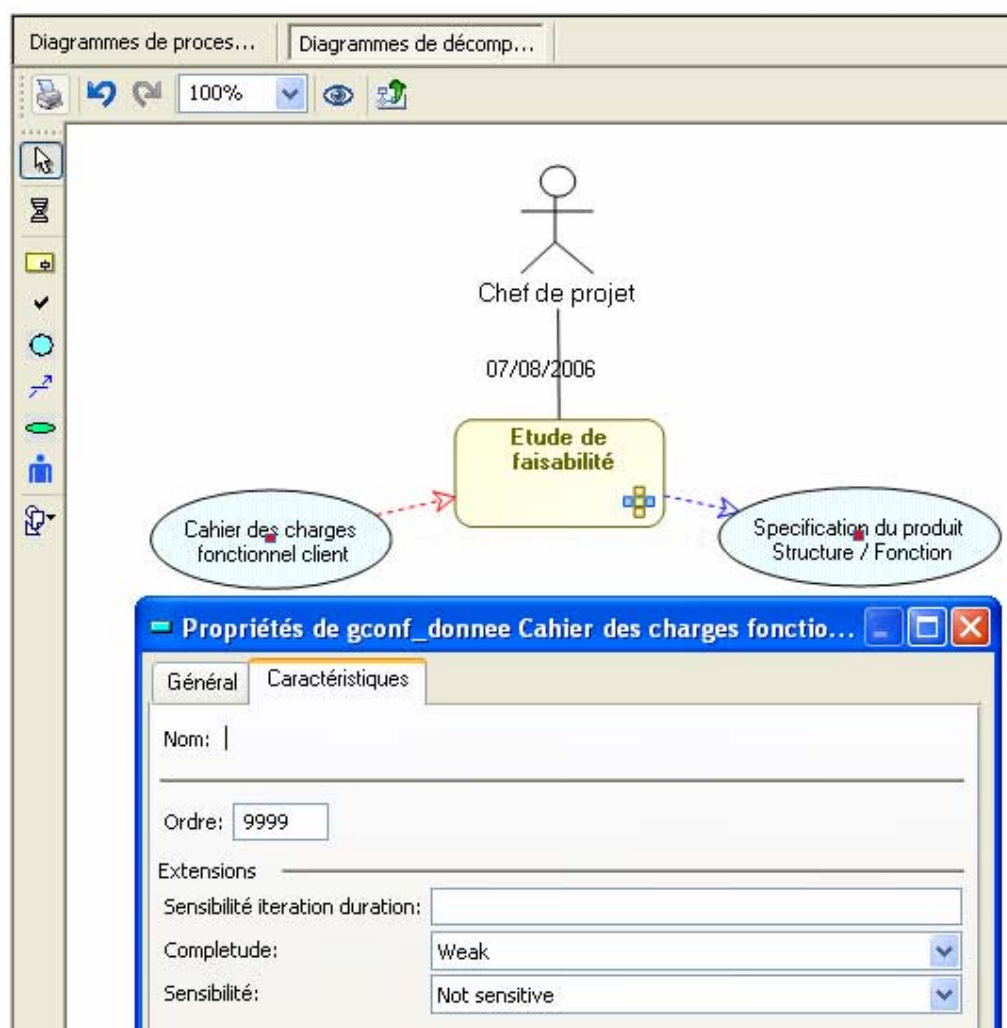 Diagrammes de proces...
Diagrammes de décomp...
100%
Chef de projet
07/08/2006
Etude de
faisabilité
Cahier des charges
fonctionnel client
Specification du produit
Structure / Fonction
Propriétés de gconf_donnee Cahier des charges fonctio...
Général
Caractéristiques
Nom:
Ordre: 9999
Extensions
Sensibilité iteration duration:
Completude: Weak
Sensibilité: Not sensitive